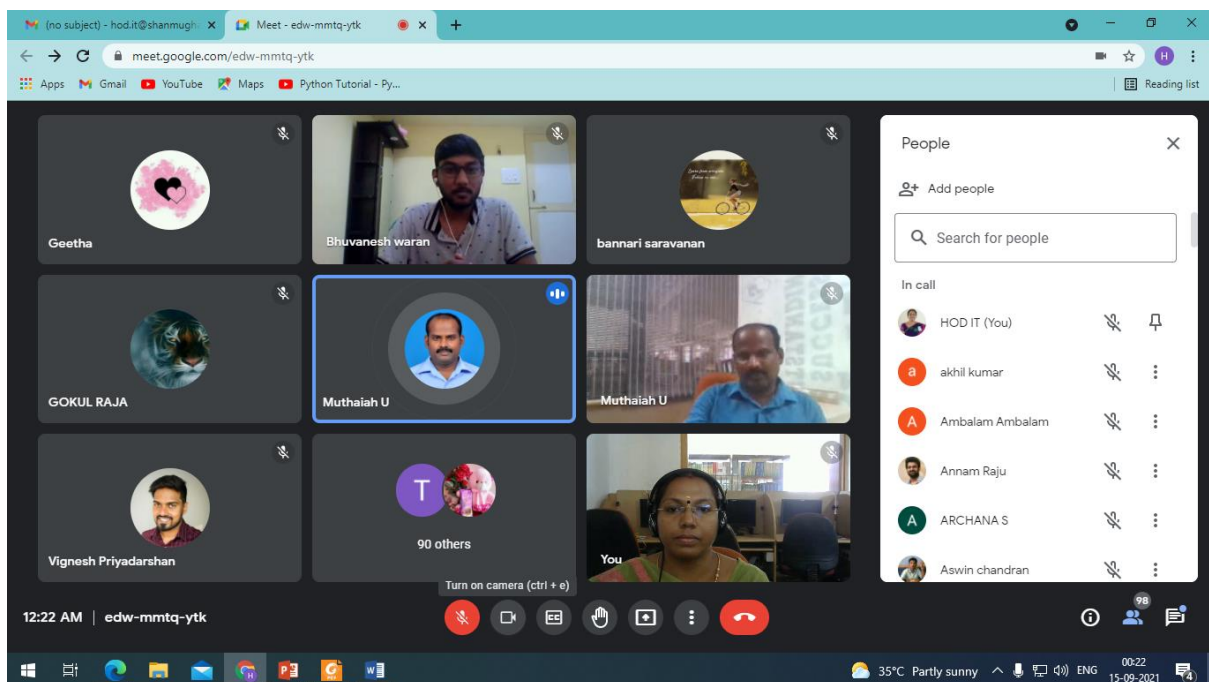 (no subject) - hod.it@shanmugh
Meet - edw-mmtq-ytk
meet.google.com/edw-mmtq-ytk
H
Apps
Gmail
YouTube
Maps
Python Tutorial - Py...
Reading list
Geetha
Bhuvanesh waran
bannari saravanan
GOKUL RAJA
Muthaiah U
Muthaiah U
Vignesh Priyadarshan
T
90 others
You
Turn on camera (ctrl + e)
People
Add people
Search for people
In call
HOD IT (You)
a
akhil kumar
A
Ambalam Ambalam
Annam Raju
A
ARCHANA S
Aswin chandran
12:22 AM | edw-mmtq-ytk
CC
98
35°C Partly sunny
ENG
00:22
15-09-2021
4